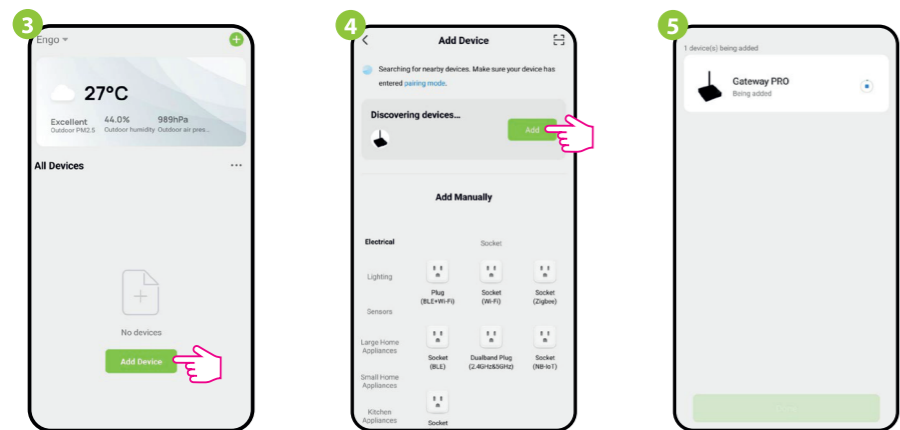 3
Engo
27°C
Excellent 44.0% 989hPa
Outdoor PM2.5 Outdoor humidity Outdoor air pres...
All Devices
No devices
Add Device
4
Add Device
Searching for nearby devices. Make sure your device has
entered pairing mode.
Discovering devices...
Add
Add Manually
Electrical
Socket
Lighting
Plug
(BLE+Wi-Fi)
Socket
(Wi-Fi)
Socket
(Zigbee)
Sensors
Large Home
Appliances
Socket
(BLE)
Dualband Plug
(2.4GHz&5GHz)
Socket
(NB-IoT)
Small Home
Appliances
Kitchen
Appliances
Socket
5
1 device(s) being added
Gateway PRO
Being added